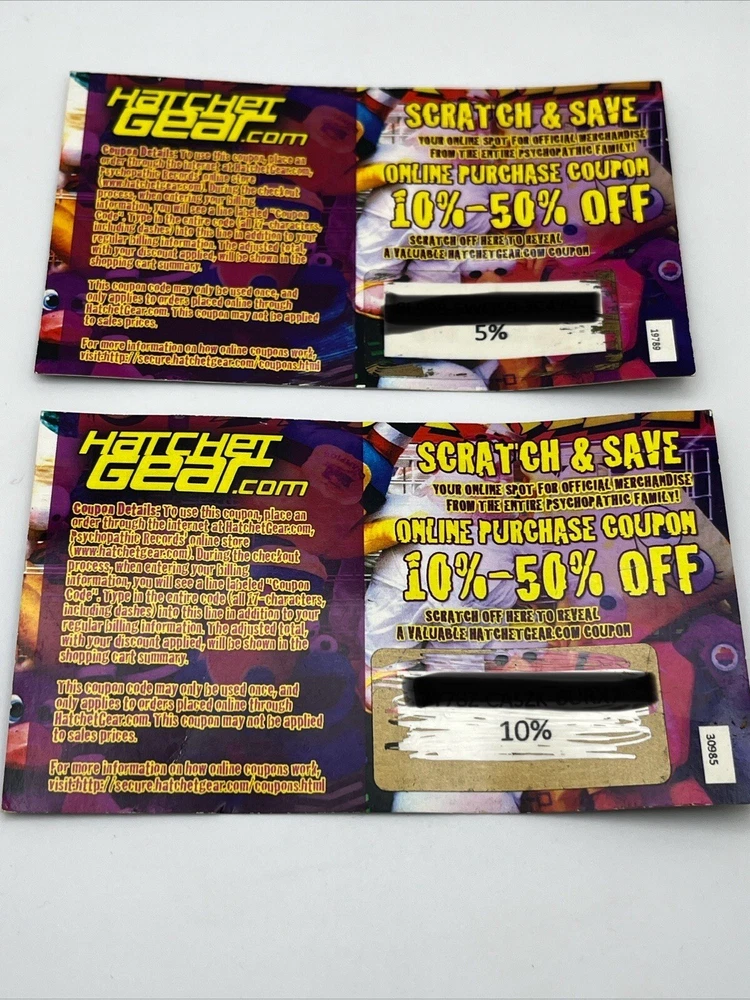 HATCHET
GEAR.com
Coupon Details: To use this coupon, place an
order through the internet at HatchetGear.com,
Psychopathic Records' online store
(www.hatchetgear.com). During the checkout
process, when entering your billing
information, you will see a line labeled "Coupon
Code". Type in the entire code (all 17-characters,
including dashes) into this line in addition to your
regular billing information. The adjusted total,
with your discount applied, will be shown in the
shopping cart summary.
This coupon code may only be used once, and
only applies to orders placed online through
HatchetGear.com. This coupon may not be applied
to sales prices.
For more information on how online coupons work,
visit:http://secure.hatchetgear.com/coupons.html
SCRATCH & SAVE
YOUR ONLINE SPOT FOR OFFICIAL MERCHANDISE
FROM THE ENTIRE PSYCHOPATHIC FAMILY!
ONLINE PURCHASE COUPON
10%-50% OFF
SCRATCH OFF HERE TO REVEAL
A VALUABLE HATCHETGEAR.COM COUPON
5%
19789
HATCHET
GEAR.com
Coupon Details: To use this coupon, place an
order through the internet at HatchetGear.com,
Psychopathic Records' online store
(www.hatchetgear.com). During the checkout
process, when entering your billing
information, you will see a line labeled "Coupon
Code". Type in the entire code (all 17-characters,
including dashes) into this line in addition to your
regular billing information. The adjusted total,
with your discount applied, will be shown in the
shopping cart summary.
This coupon code may only be used once, and
only applies to orders placed online through
HatchetGear.com. This coupon may not be applied
to sales prices.
For more information on how online coupons work,
visit:http://secure.hatchetgear.com/coupons.html
SCRATCH & SAVE
YOUR ONLINE SPOT FOR OFFICIAL MERCHANDISE
FROM THE ENTIRE PSYCHOPATHIC FAMILY!
ONLINE PURCHASE COUPON
10%-50% OFF
SCRATCH OFF HERE TO REVEAL
A VALUABLE HATCHETGEAR.COM COUPON
10%
30985